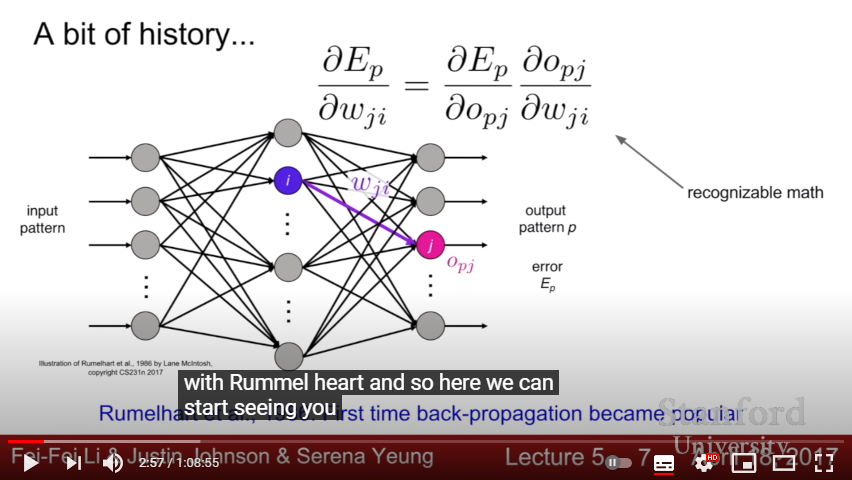 A bit of history...
∂E_p/∂w_ji = ∂E_p/∂o_pj ∂o_pj/∂w_ji
recognizable math
i
w_ji
j
o_pj
input
pattern
output
pattern p
error
E_p
Illustration of Rumelhart et al., 1986 by Lane McIntosh,
copyright CS231n 2017
with Rummel heart and so here we can
start seeing you
First time back-propagation became popular
Stanford
University
Fei-Fei Li & Justin Johnson & Serena Yeung
Lecture 5
7
2017
2:57 / 1:08:55
HD